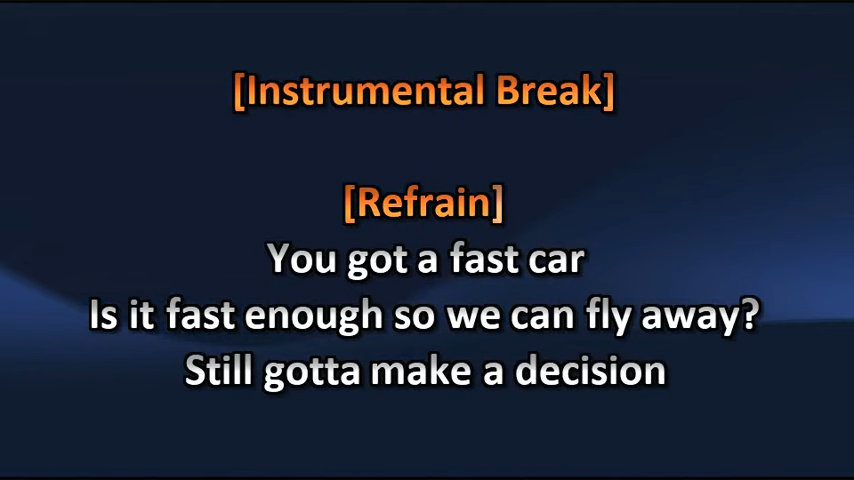 [Instrumental Break]
[Refrain]
You got a fast car
Is it fast enough so we can fly away?
Still gotta make a decision